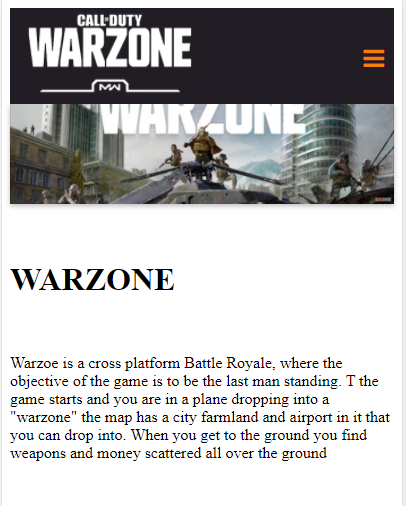 CALL OF DUTY
WARZONE
MW
WARZONE
WARZONE
Warzoe is a cross platform Battle Royale, where the
objective of the game is to be the last man standing. T the
game starts and you are in a plane dropping into a
"warzone" the map has a city farmland and airport in it that
you can drop into. When you get to the ground you find
weapons and money scattered all over the ground